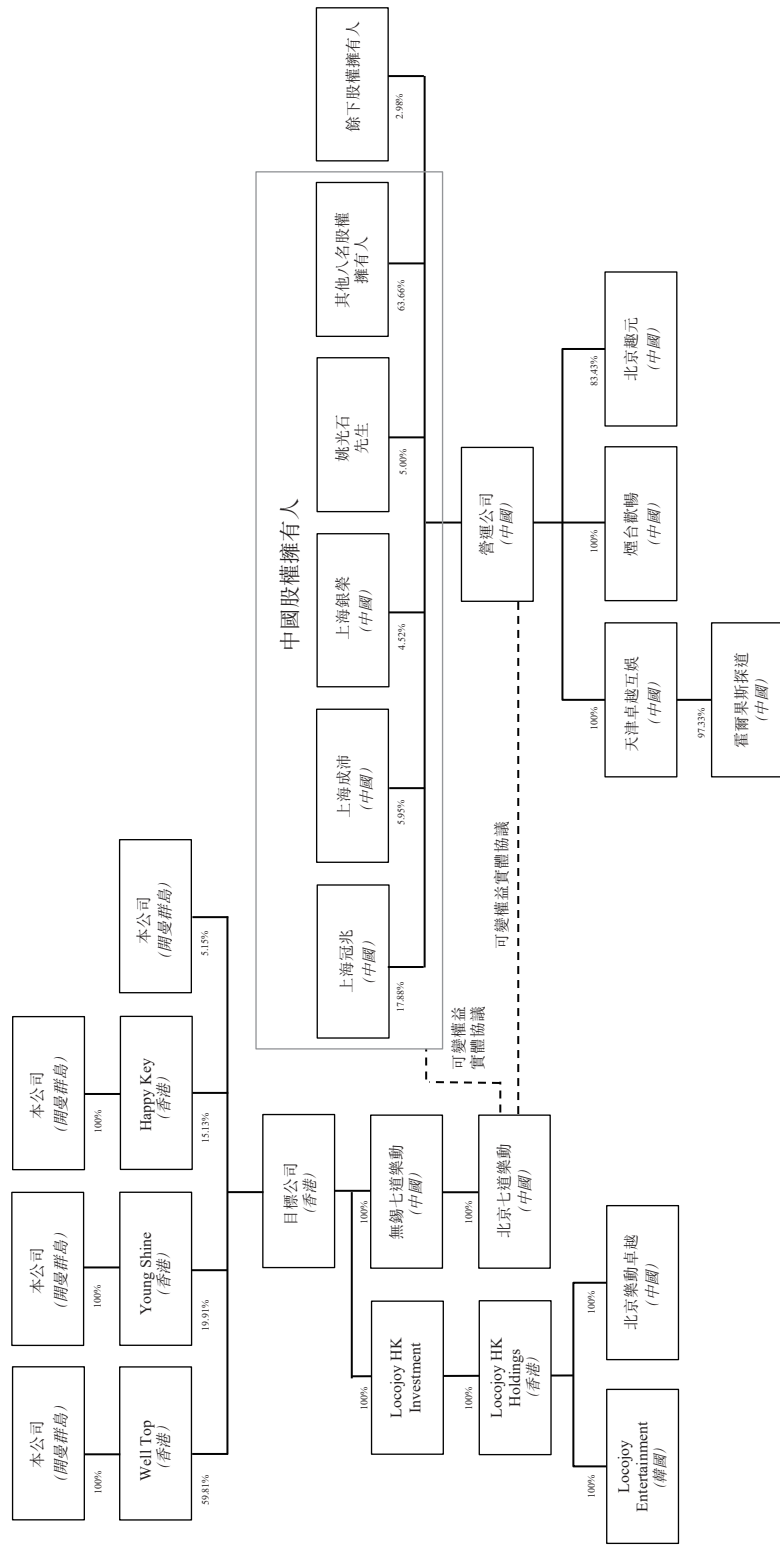 本公司
(開曼群島)
100%
本公司
(開曼群島)
100%
本公司
(開曼群島)
100%
Well Top
(香港)
59.81%
Young Shine
(香港)
19.91%
Happy Key
(香港)
15.13%
本公司
(開曼群島)
5.15%
目標公司
(香港)
100%
Locojoy HK
Investment
100%
無錫七道樂動
(中國)
100%
Locojoy HK
Holdings
(香港)
100%
北京七道樂動
(中國)
100%
Locojoy
Entertainment
(韓國)
100%
北京樂動卓越
(中國)
可變權益
實體協議
可變權益實體協議
中國股權擁有人
上海冠兆
(中國)
17.88%
上海成沛
(中國)
5.95%
上海銀榮
(中國)
4.52%
姚光石
先生
5.00%
其他八名股權
擁有人
63.66%
餘下股權擁有人
2.98%
營運公司
(中國)
100%
天津卓越互娛
(中國)
100%
煙台歡暢
(中國)
83.43%
北京趣元
(中國)
97.33%
霍爾果斯探道
(中國)